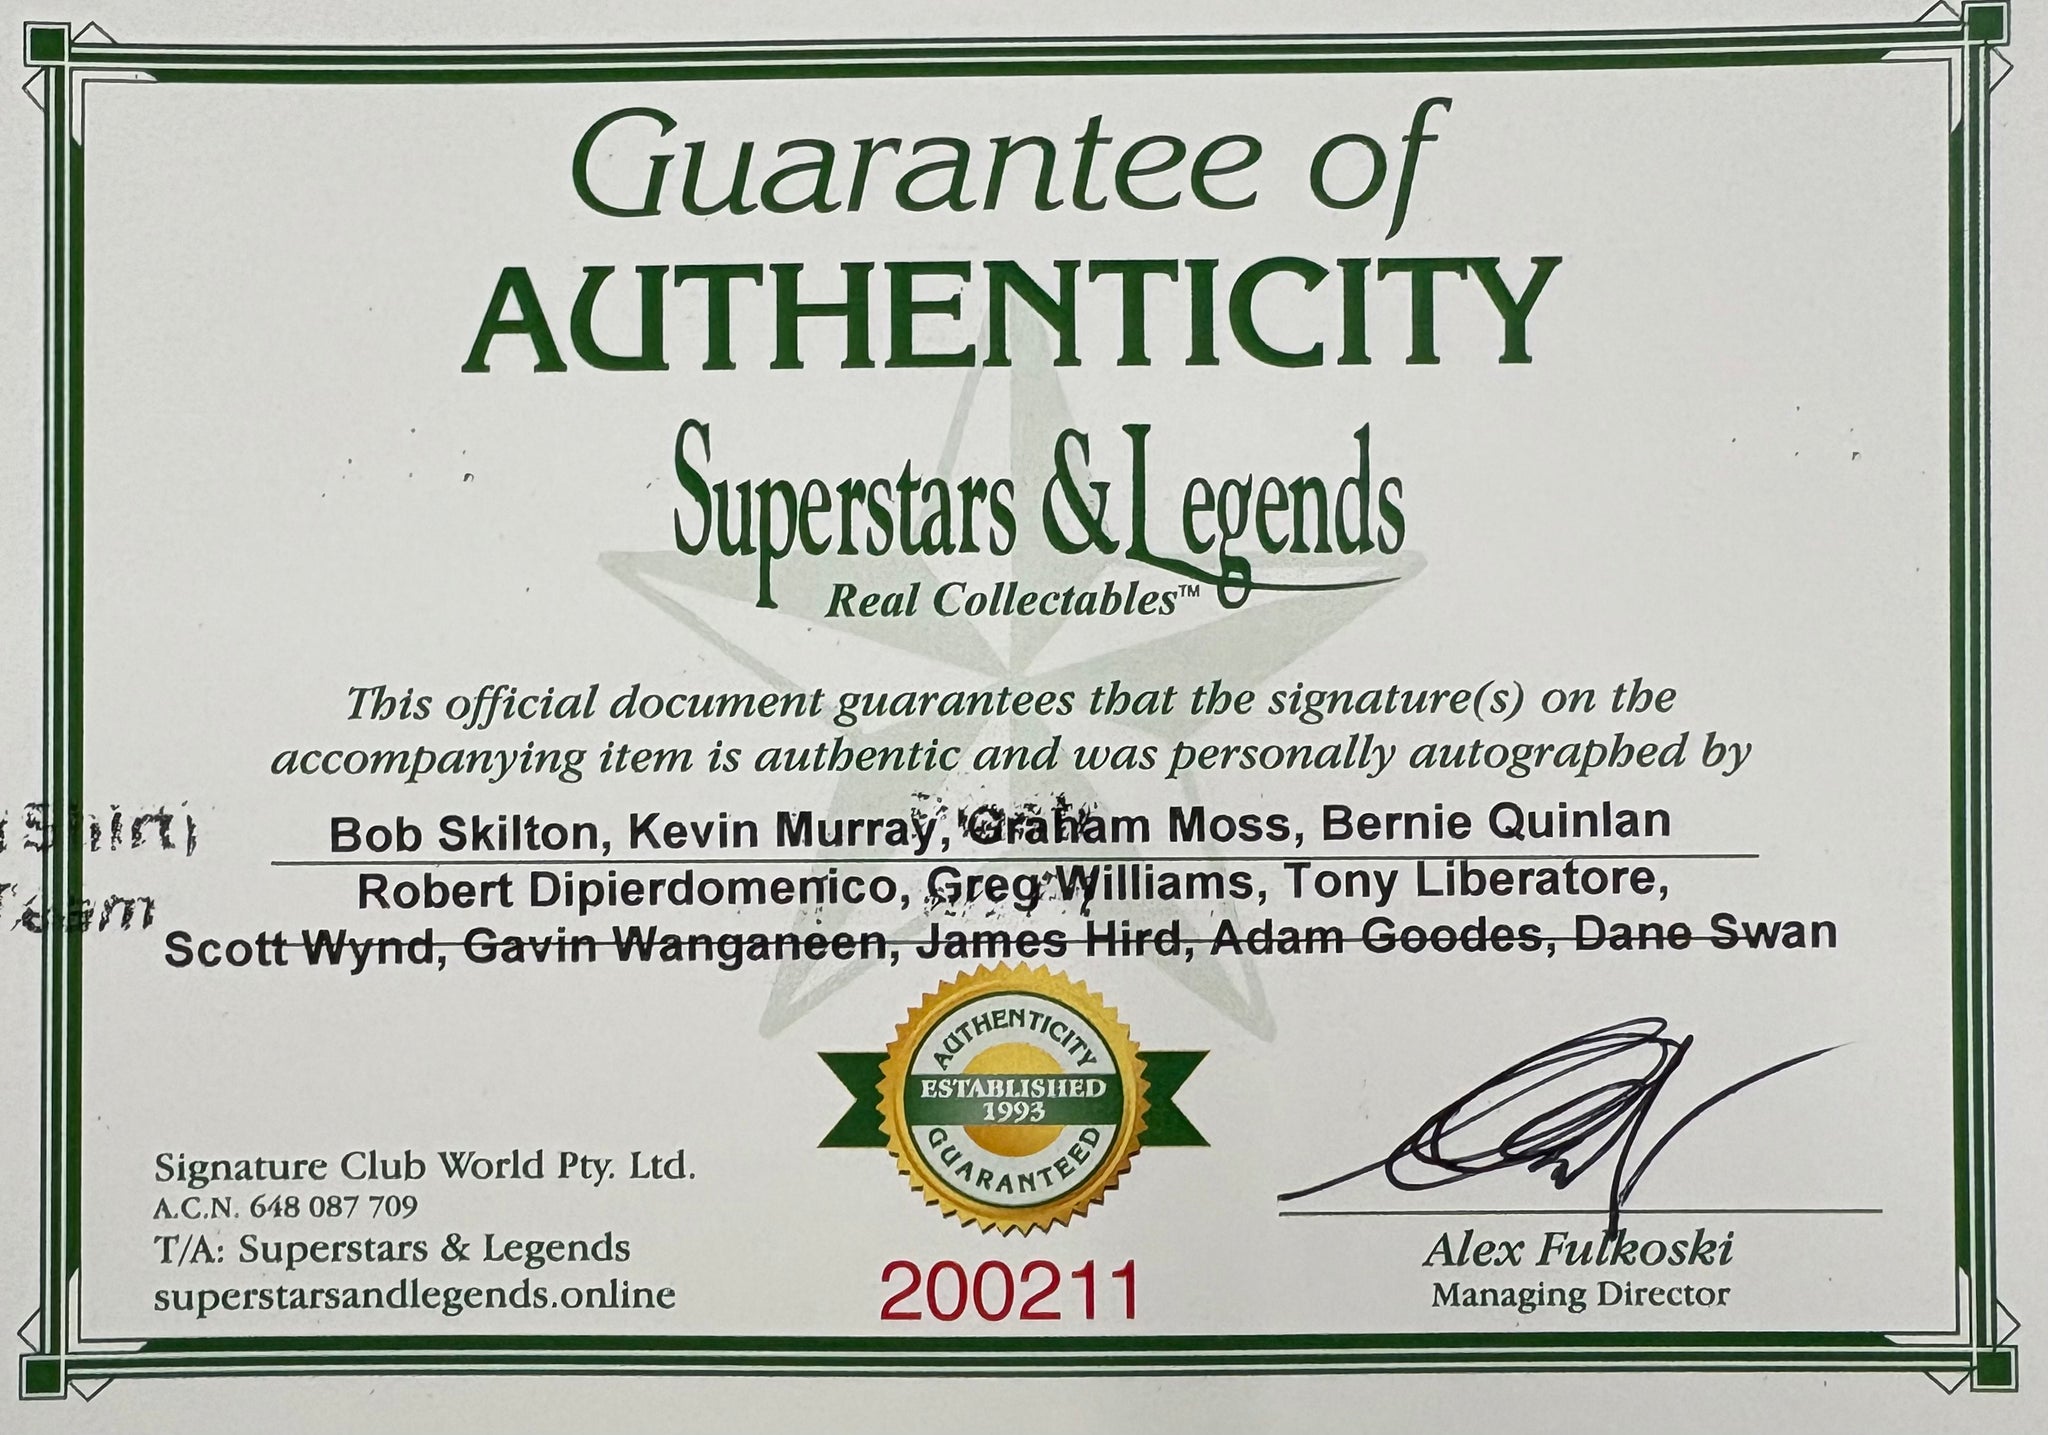 Guarantee of
AUTHENTICITY
Superstars & Legends
Real Collectables™
This official document guarantees that the signature(s) on the
accompanying item is authentic and was personally autographed by
Bob Skilton, Kevin Murray, Graham Moss, Bernie Quinlan
Robert Dipierdomenico, Greg Williams, Tony Liberatore,
Scott Wynd, Gavin Wanganeen, James Hird, Adam Goodes, Dane Swan
AUTHENTICITY
ESTABLISHED
1993
GUARANTEED
Signature Club World Pty. Ltd.
A.C.N. 648 087 709
T/A: Superstars & Legends
superstarsandlegends.online
200211
Alex Fulkoski
Managing Director